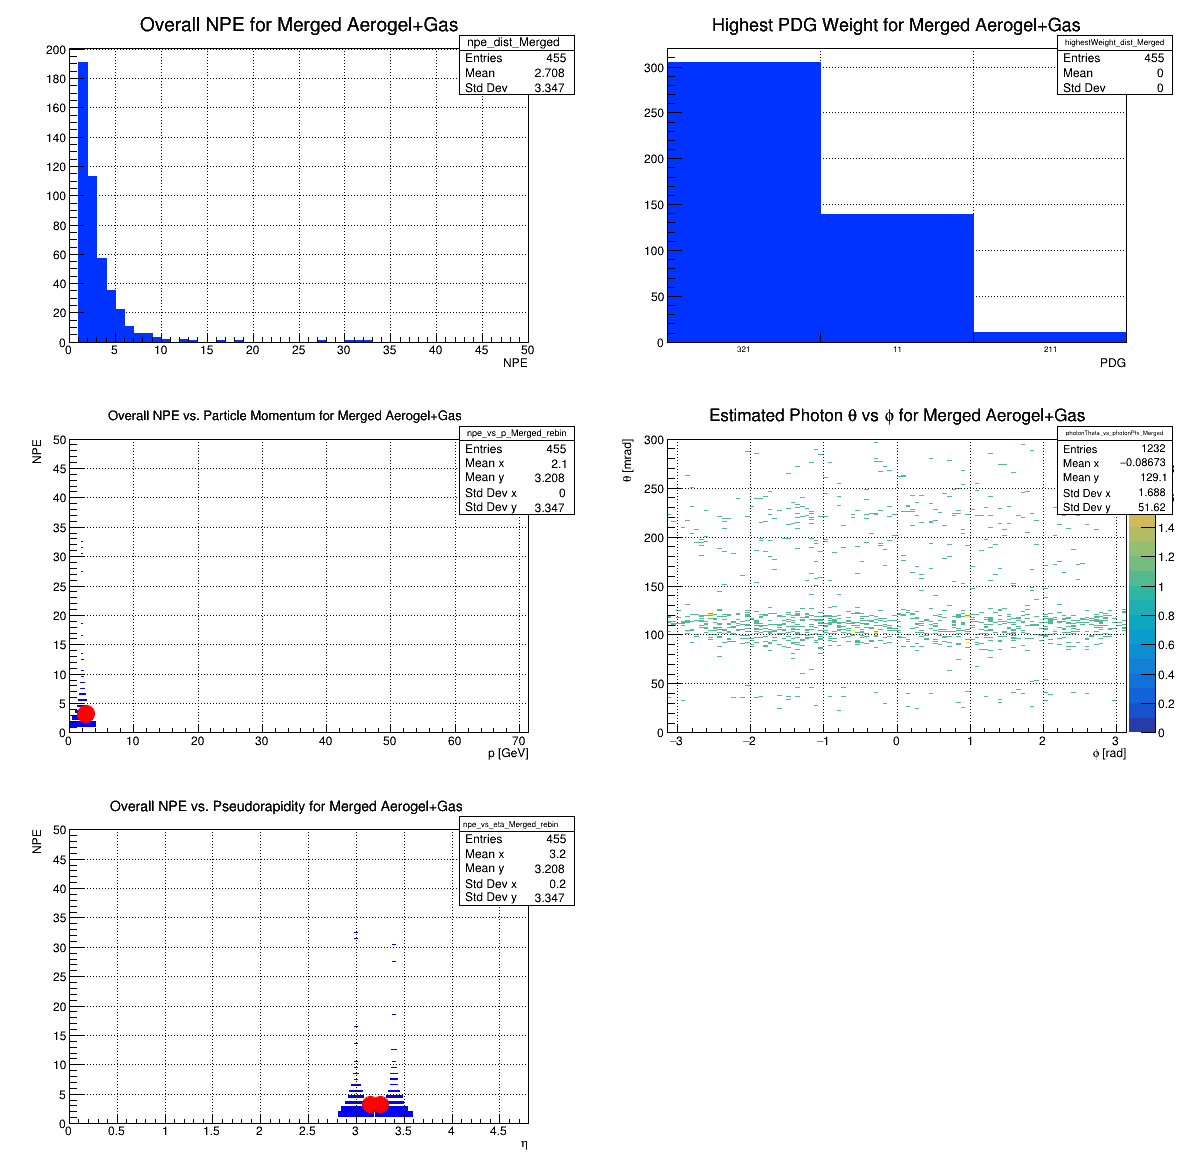 Overall NPE for Merged Aerogel+Gas
npe_dist_Merged
Entries 455
Mean 2.708
Std Dev 3.347
200
180
160
140
120
100
80
60
40
20
0
0 5 10 15 20 25 30 35 40 45 50
NPE
Highest PDG Weight for Merged Aerogel+Gas
highestWeight_dist_Merged
Entries 455
Mean 0
Std Dev 0
300
250
200
150
100
50
0
321 11 211
PDG
Overall NPE vs. Particle Momentum for Merged Aerogel+Gas
npe_vs_p_Merged_rebin
Entries 455
Mean x 2.1
Mean y 3.208
Std Dev x 0
Std Dev y 3.347
NPE
50
45
40
35
30
25
20
15
10
5
0
0 10 20 30 40 50 60 70
p [GeV]
Estimated Photon θ vs ϕ for Merged Aerogel+Gas
Entries 1232
Mean x −0.08673
Mean y 129.1
Std Dev x 1.688
Std Dev y 51.62
θ [mrad]
300
250
200
150
100
50
0
−3 −2 −1 0 1 2 3
ϕ [rad]
1.4
1.2
1
0.8
0.6
0.4
0.2
0
Overall NPE vs. Pseudorapidity for Merged Aerogel+Gas
npe_vs_eta_Merged_rebin
Entries 455
Mean x 3.2
Mean y 3.208
Std Dev x 0.2
Std Dev y 3.347
NPE
50
45
40
35
30
25
20
15
10
5
0
0 0.5 1 1.5 2 2.5 3 3.5 4 4.5
η